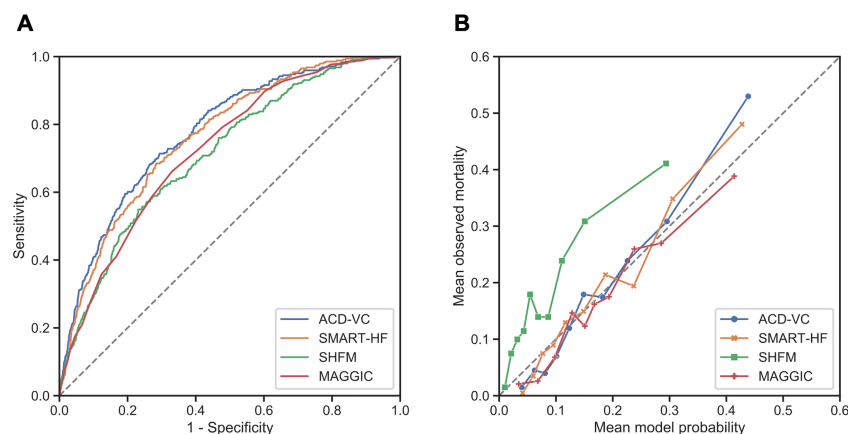 A
1.0
0.8
0.6
0.4
0.2
0.0
Sensitivity
0.0 0.2 0.4 0.6 0.8 1.0
1 - Specificity
ACD-VC
SMART-HF
SHFM
MAGGIC
B
0.6
0.5
0.4
0.3
0.2
0.1
0.0
Mean observed mortality
0.0 0.1 0.2 0.3 0.4 0.5 0.6
Mean model probability
ACD-VC
SMART-HF
SHFM
MAGGIC